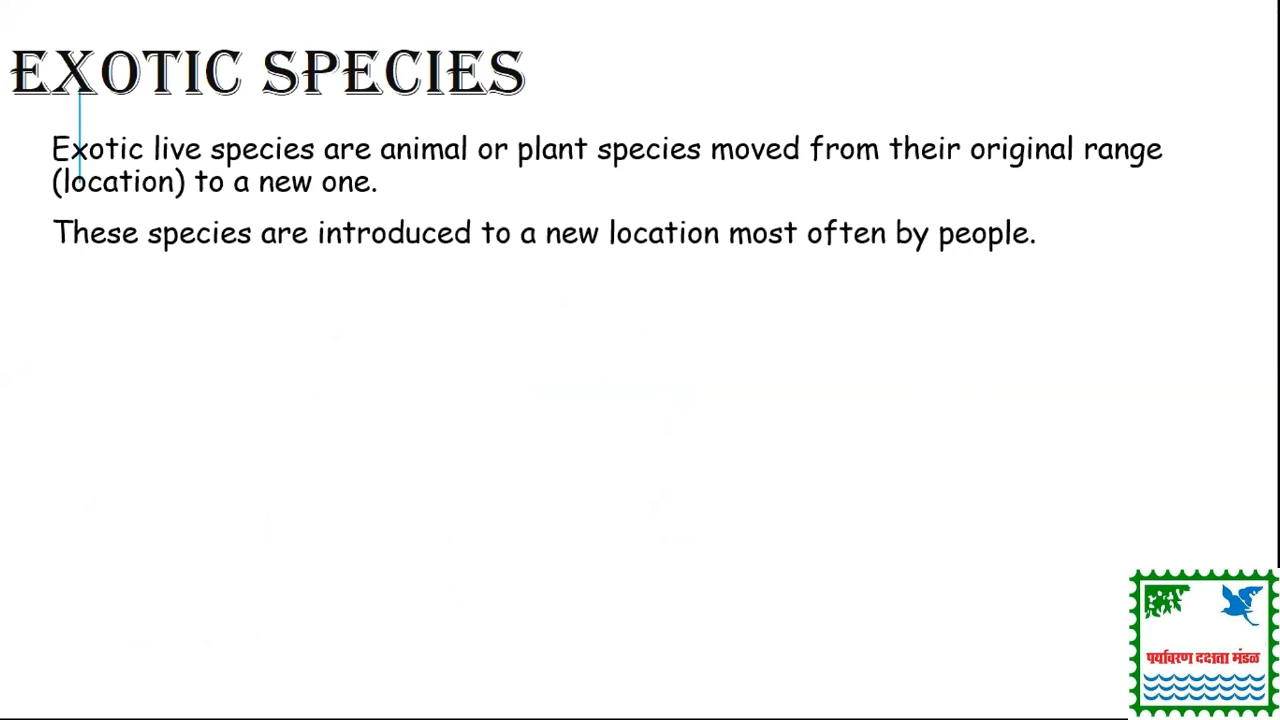 EXOTIC SPECIES
Exotic live species are animal or plant species moved from their original range
(location) to a new one.
These species are introduced to a new location most often by people.
पर्यावरण दक्षता मंडळ